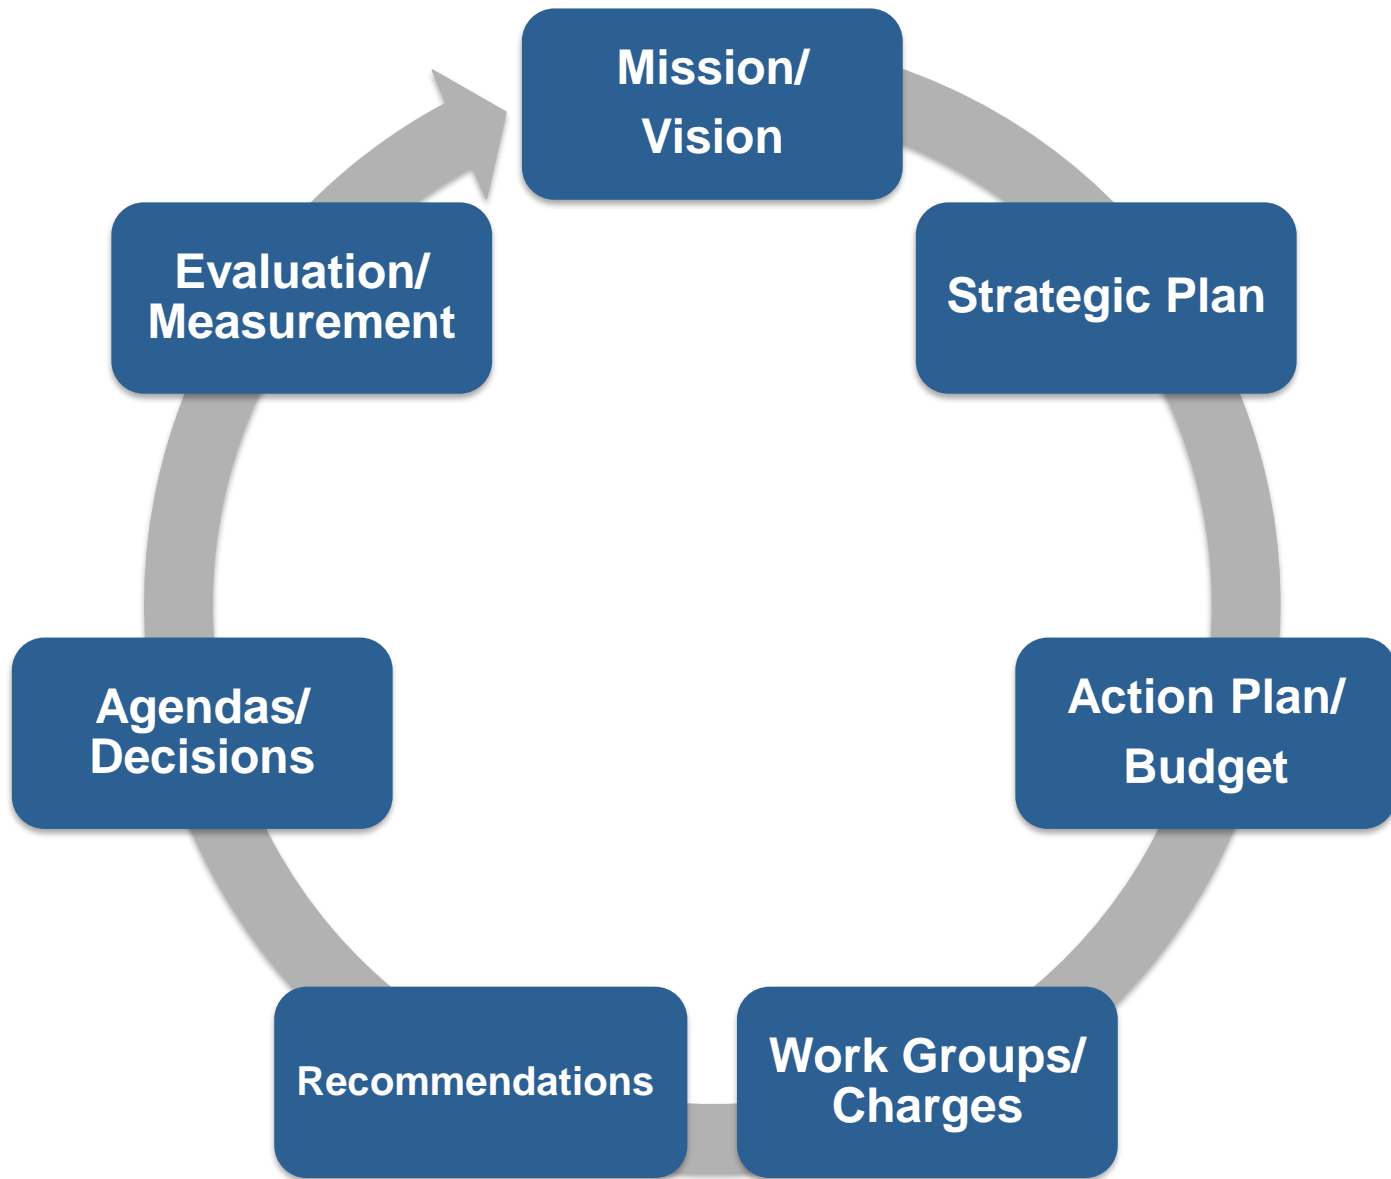 Mission/
Vision
Strategic Plan
Action Plan/
Budget
Work Groups/
Charges
Recommendations
Agendas/
Decisions
Evaluation/
Measurement